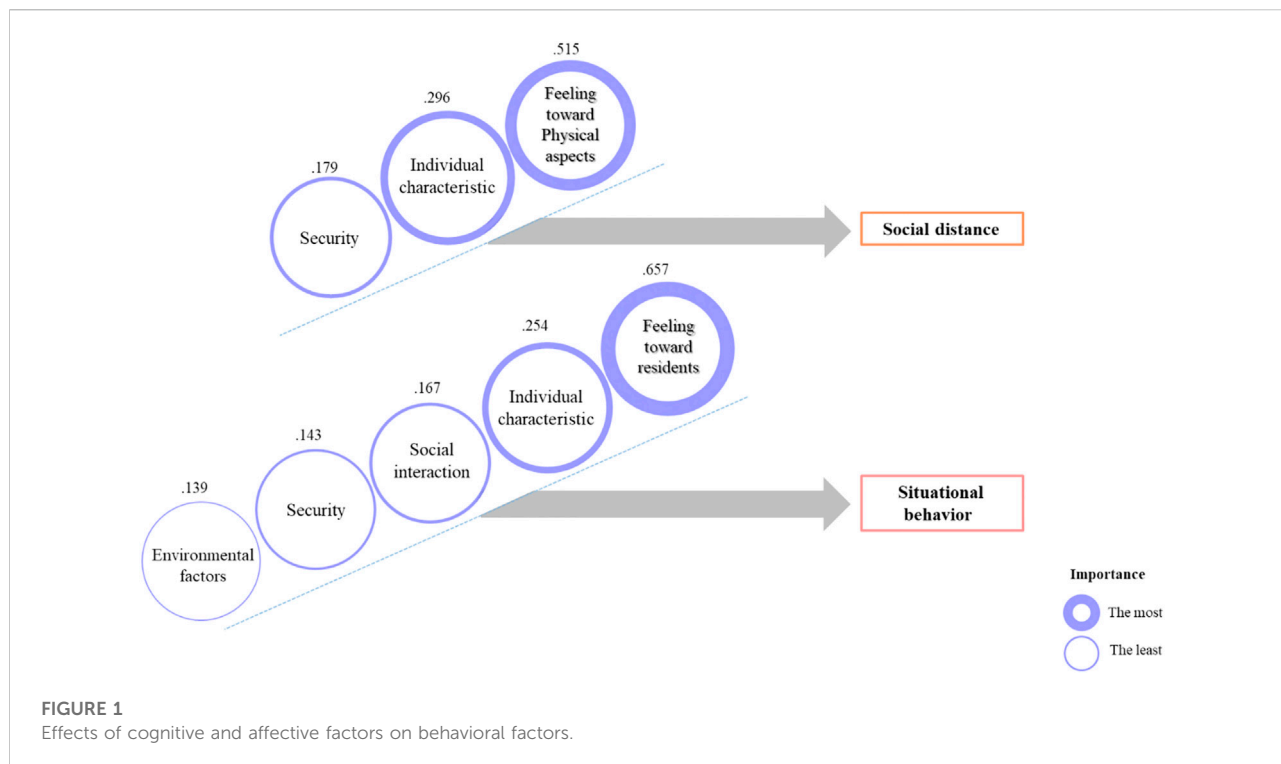 .515
Feeling
toward
Physical
aspects
.296
Individual
characteristic
.179
Security
Social distance
.657
Feeling
toward
residents
.254
Individual
characteristic
.167
Social
interaction
.143
Security
.139
Environmental
factors
Situational
behavior
Importance
The most
The least
FIGURE 1
Effects of cognitive and affective factors on behavioral factors.